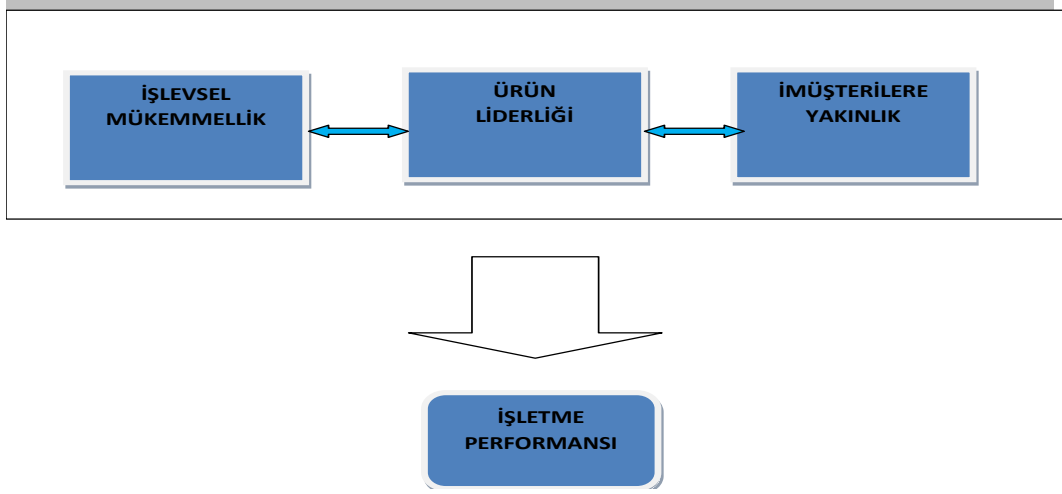 İŞLEVSEL
MÜKEMMELLİK
ÜRÜN
LİDERLİĞİ
İMÜŞTERİLERE
YAKINLIK
İŞLETME
PERFORMANSI